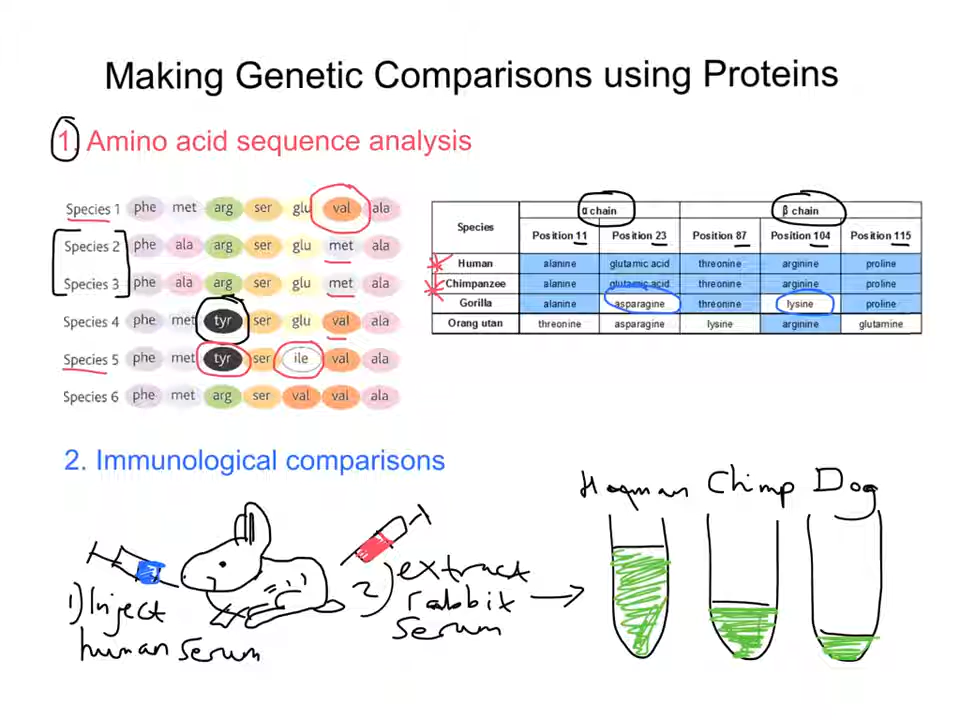 Making Genetic Comparisons using Proteins
1. Amino acid sequence analysis
Species 1 phe met arg ser glu val ala
Species 2 phe ala arg ser glu met ala
Species 3 phe ala arg ser glu met ala
Species 4 phe met tyr ser glu val ala
Species 5 phe met tyr ser ile val ala
Species 6 phe met arg ser val val ala
Species α chain β chain
Position 11 Position 23 Position 87 Position 104 Position 115
Human alanine glutamic acid threonine arginine proline
Chimpanzee alanine glutamic acid threonine arginine proline
Gorilla alanine asparagine threonine lysine proline
Orang utan threonine asparagine lysine arginine glutamine
2. Immunological comparisons
1) Inject
human serum
2) extract
rabbit
serum
Human Chimp Dog